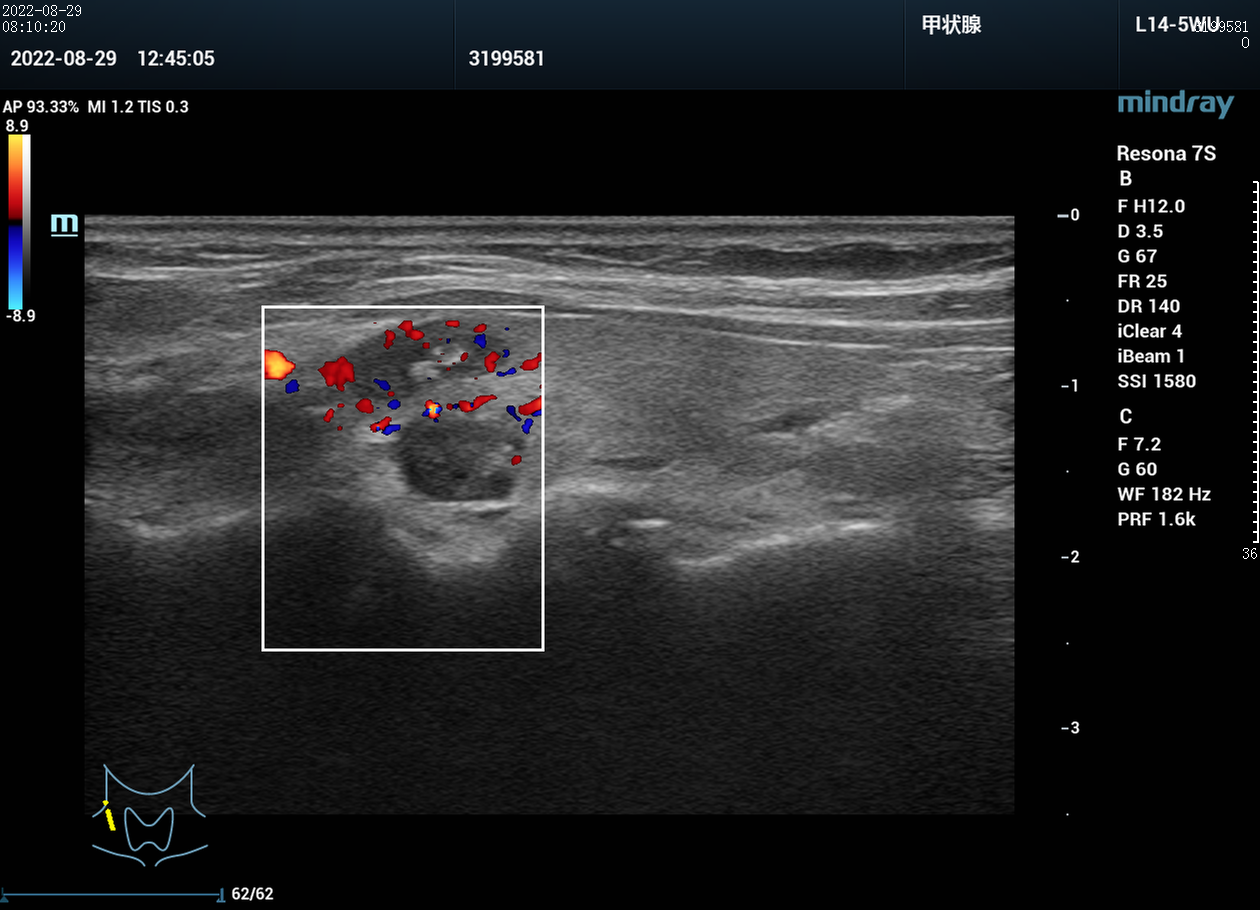 2022-08-29
08:10:20
2022-08-29 12:45:05
3199581
甲状腺
L14-5WU
3199581
0
AP 93.33% MI 1.2 TIS 0.3
8.9
-8.9
m
mindray
Resona 7S
B
F H12.0
D 3.5
G 67
FR 25
DR 140
iClear 4
iBeam 1
SSI 1580
C
F 7.2
G 60
WF 182 Hz
PRF 1.6k
0
-1
-2
-3
36
62/62